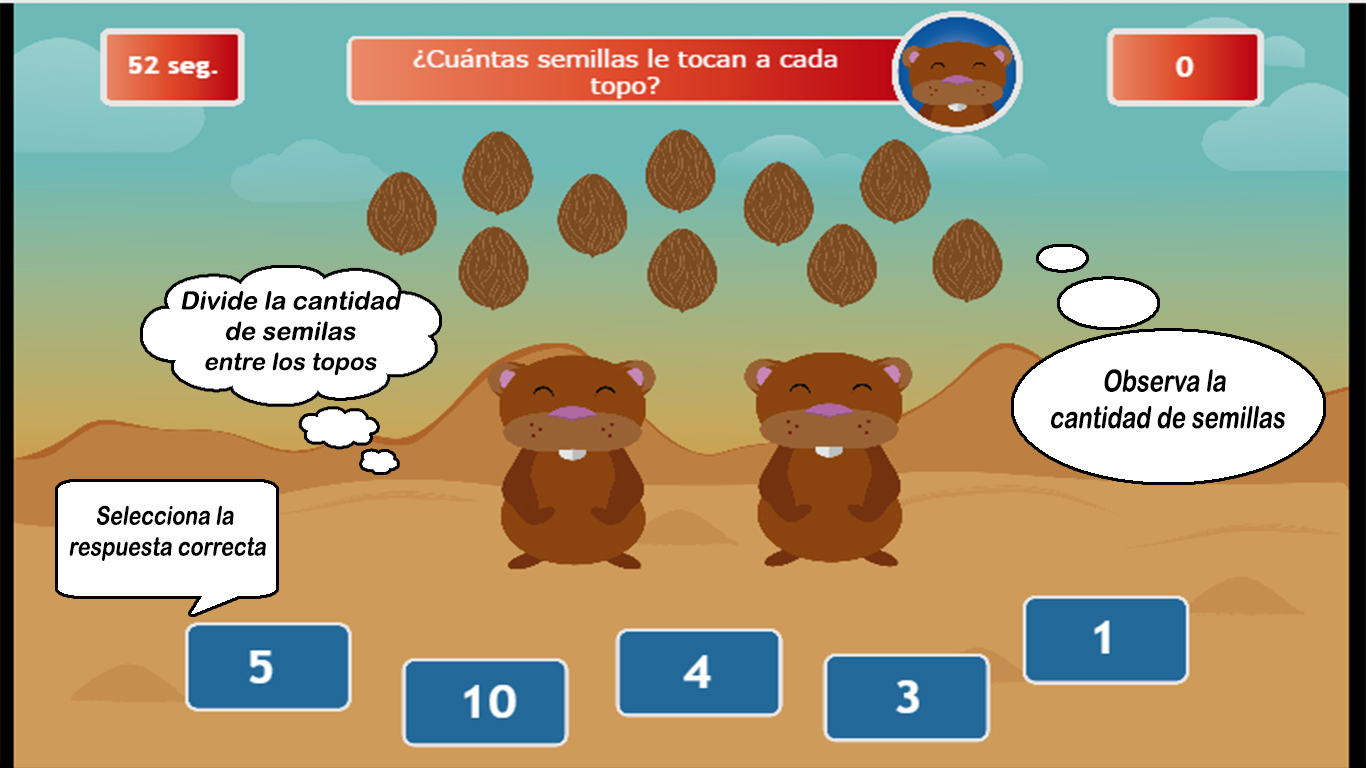 52 seg.
¿Cuántas semillas le tocan a cada
topo?
0
Divide la cantidad
de semilas
entre los topos
Observa la
cantidad de semillas
Selecciona la
respuesta correcta
5
10
4
3
1